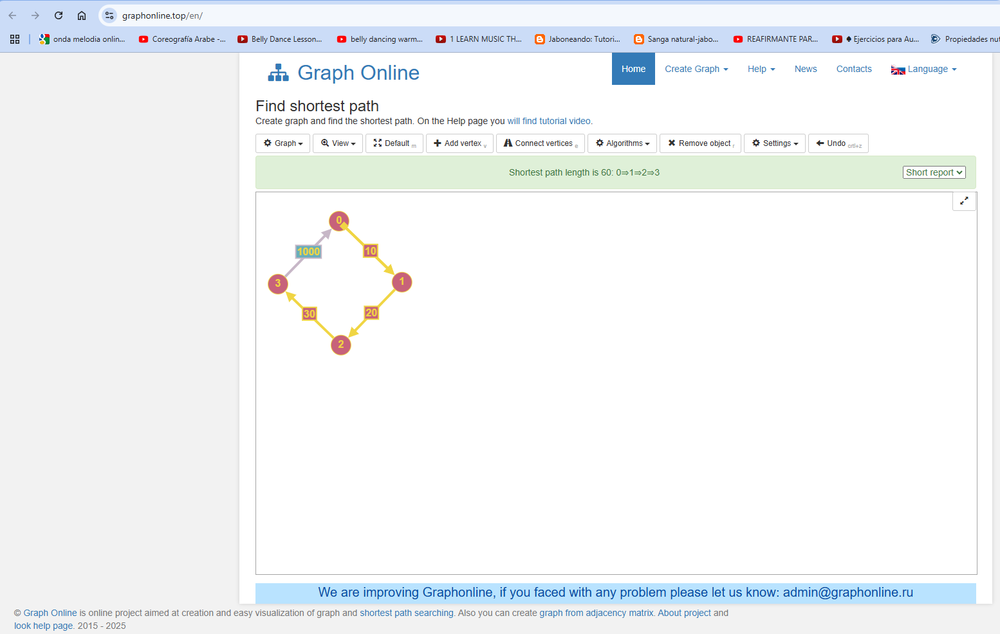 graphonline.top/en/
onda melodia onlin...
Coreografía Arabe -...
Belly Dance Lesson...
belly dancing warm...
1 LEARN MUSIC TH...
Jaboneando: Tutori...
Sanga natural-jabo...
REAFIRMANTE PAR...
♠ Ejercicios para Au...
Propiedades nut
Graph Online
Home
Create Graph
Help
News
Contacts
Language
Find shortest path
Create graph and find the shortest path. On the Help page you will find tutorial video.
Graph
View
Default m
Add vertex v
Connect vertices e
Algorithms
Remove object r
Settings
Undo crtl+z
Shortest path length is 60: 0⇒1⇒2⇒3
Short report
0
1000
10
3
1
30
20
2
We are improving Graphonline, if you faced with any problem please let us know: admin@graphonline.ru
© Graph Online is online project aimed at creation and easy visualization of graph and shortest path searching. Also you can create graph from adjacency matrix. About project and
look help page. 2015 - 2025